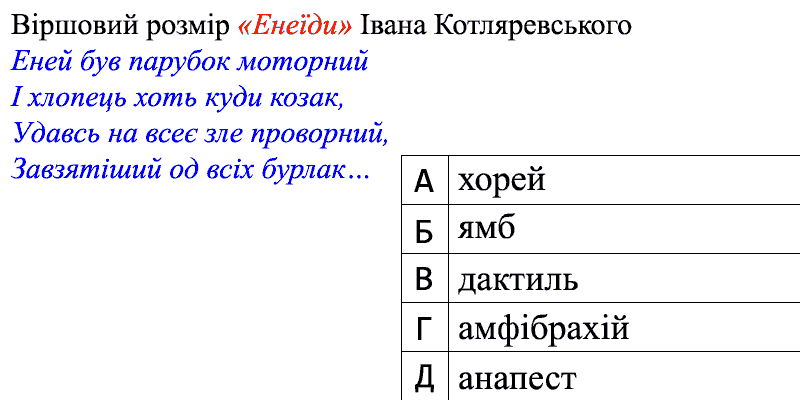 Віршовий розмір «Енеїди» Івана Котляревського
Еней був парубок моторний
І хлопець хоть куди козак,
Удавсь на всеє зле проворний,
Завзятіший од всіх бурлак…
А хорей
Б ямб
В дактиль
Г амфібрахій
Д анапест